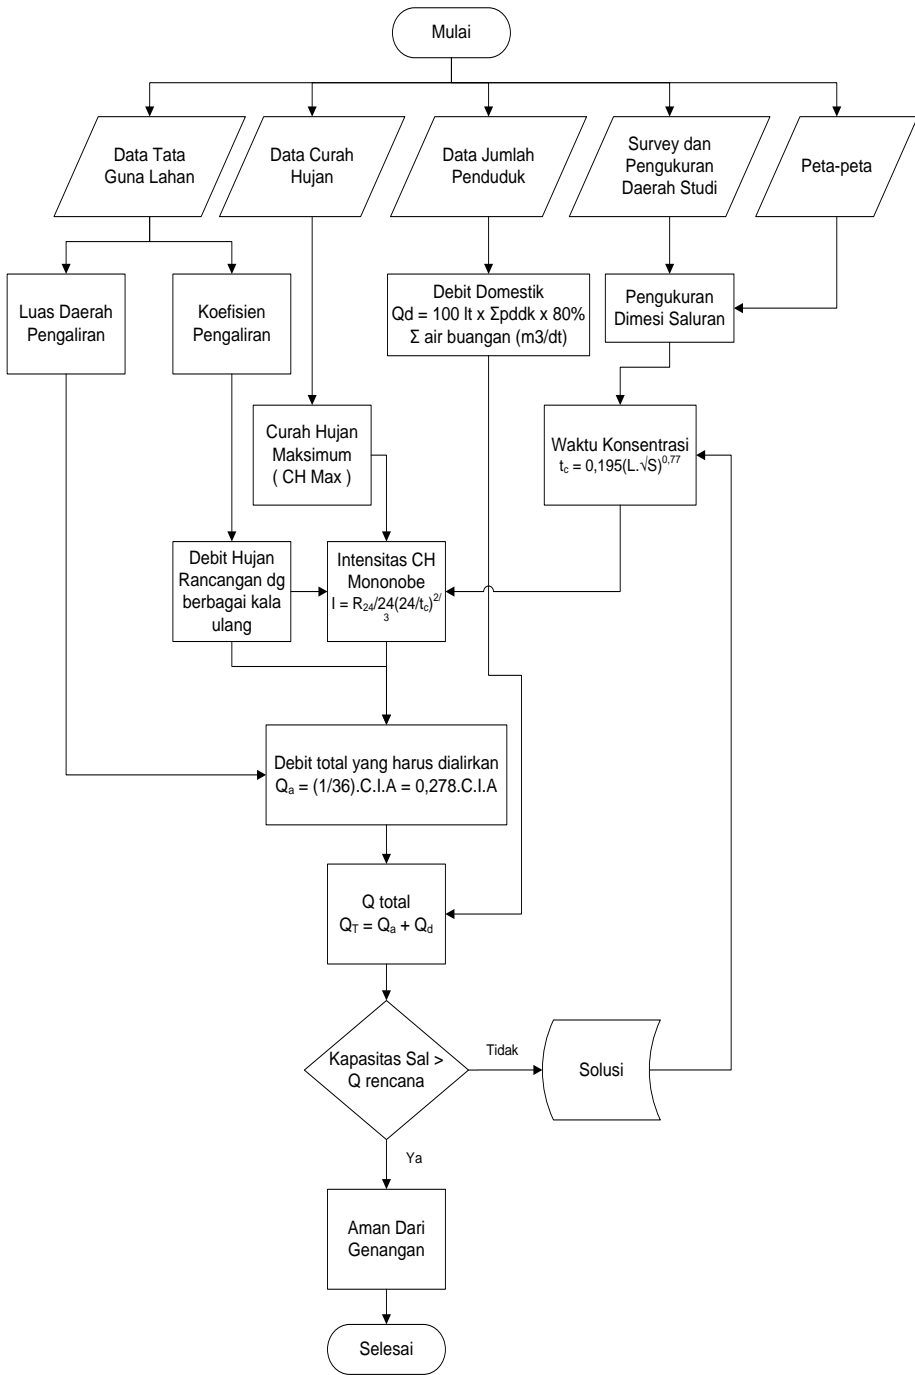 Mulai
Data Tata
Guna Lahan
Data Curah
Hujan
Data Jumlah
Penduduk
Survey dan
Pengukuran
Daerah Studi
Peta-peta
Luas Daerah
Pengaliran
Koefisien
Pengaliran
Debit Domestik
Qd = 100 lt x Σpddk x 80%
Σ air buangan (m3/dt)
Pengukuran
Dimesi Saluran
Curah Hujan
Maksimum
( CH Max )
Waktu Konsentrasi
t꜀ = 0,195(L.√S)^0,77
Debit Hujan
Rancangan dg
berbagai kala
ulang
Intensitas CH
Mononobe
I = R₂₄/24(24/t꜀)^2/
3
Debit total yang harus dialirkan
Qₐ = (1/36).C.I.A = 0,278.C.I.A
Q total
Q_T = Qₐ + Q_d
Kapasitas Sal >
Q rencana
Tidak
Solusi
Ya
Aman Dari
Genangan
Selesai